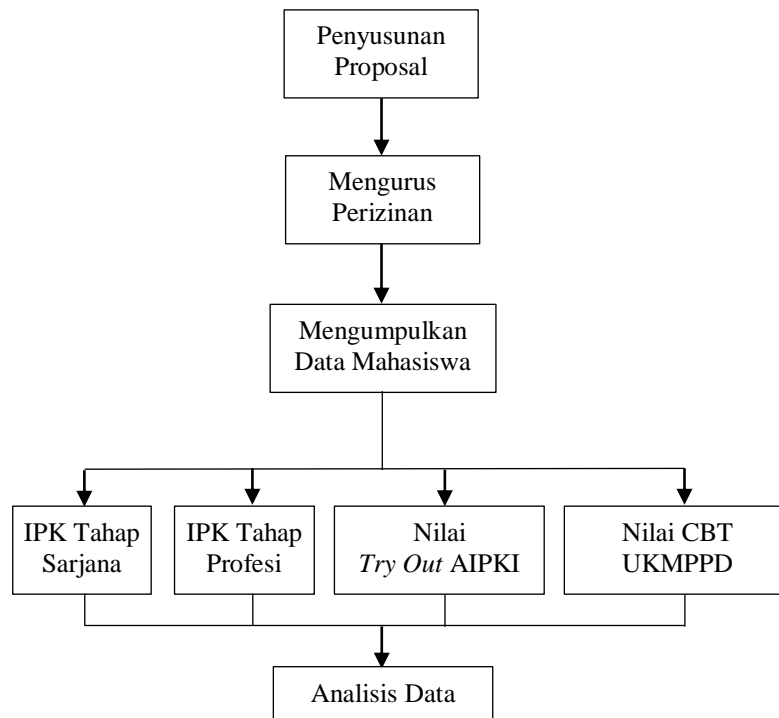 Penyusunan
Proposal
Mengurus
Perizinan
Mengumpulkan
Data Mahasiswa
IPK Tahap
Sarjana
IPK Tahap
Profesi
Nilai
Try Out AIPKI
Nilai CBT
UKMPPD
Analisis Data